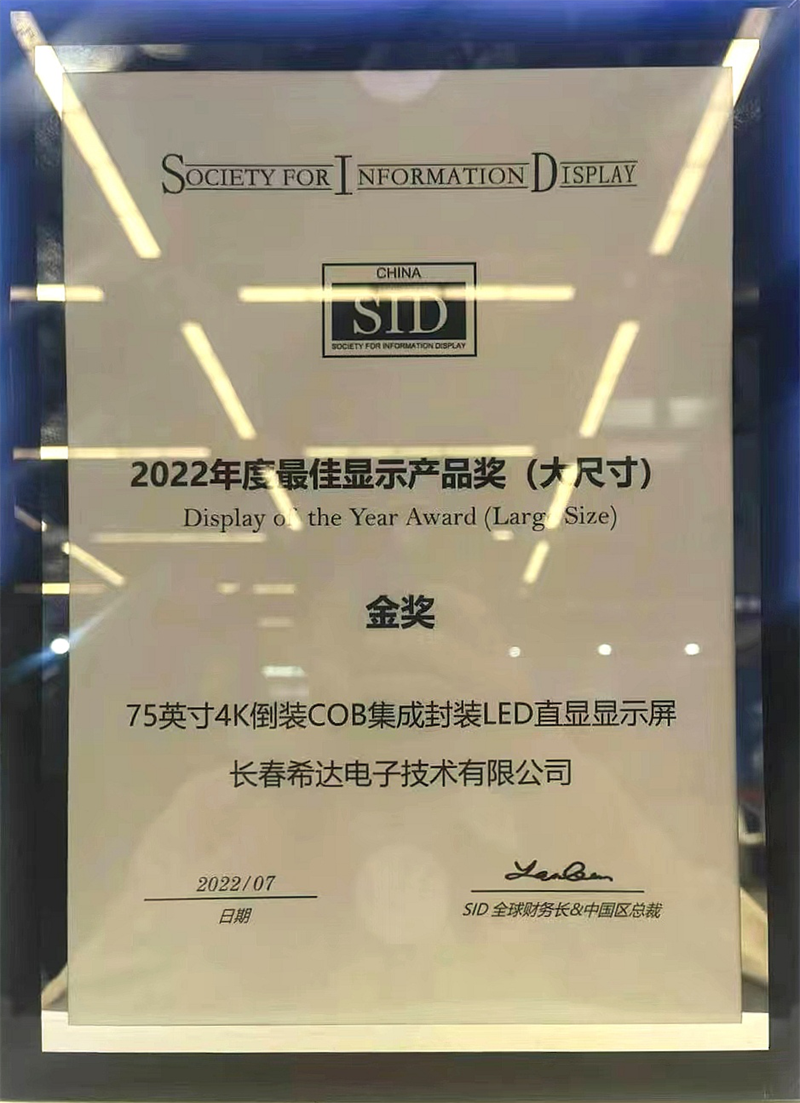 SOCIETY FOR INFORMATION DISPLAY
CHINA
SID
SOCIETY FOR INFORMATION DISPLAY
2022年度最佳显示产品奖（大尺寸）
Display of the Year Award (Large Size)
金奖
75英寸4K倒装COB集成封装LED直显显示屏
长春希达电子技术有限公司
2022/07
日期
SID 全球财务长&中国区总裁